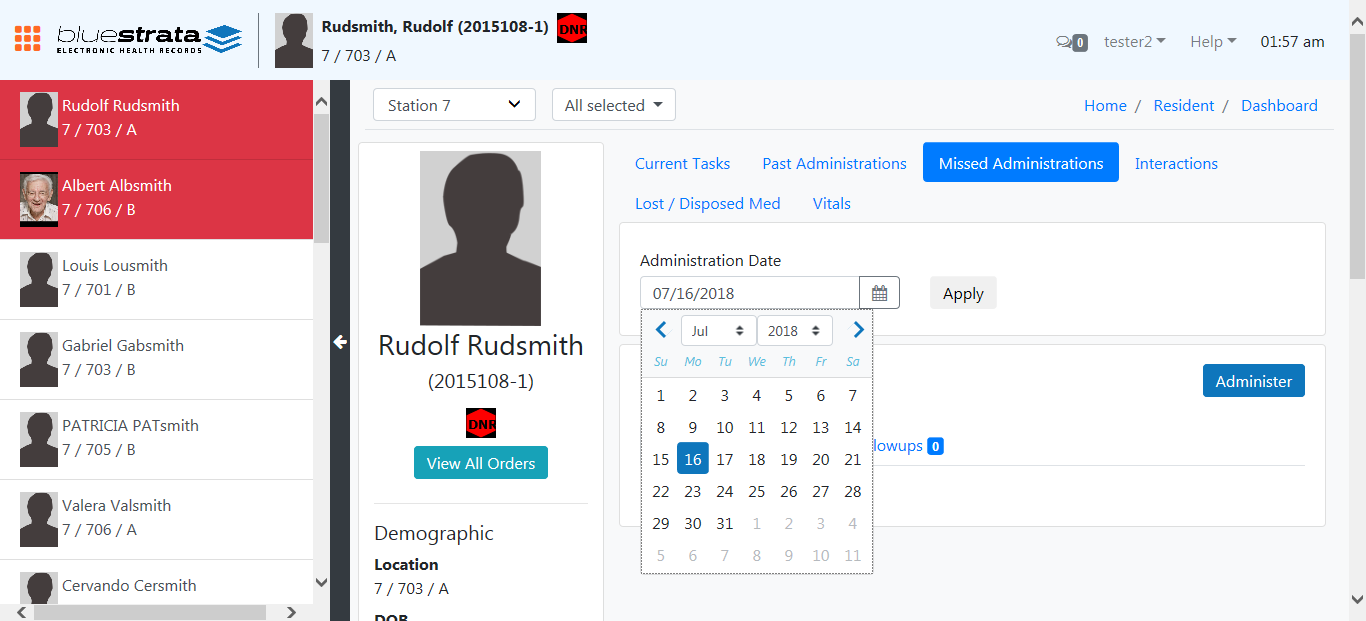 bluestrata
ELECTRONIC HEALTH RECORDS
Rudsmith, Rudolf (2015108-1) DNR
7 / 703 / A
0 tester2 Help 01:57 am
Rudolf Rudsmith
7 / 703 / A
Albert Albsmith
7 / 706 / B
Louis Lousmith
7 / 701 / B
Gabriel Gabsmith
7 / 703 / B
PATRICIA PATsmith
7 / 705 / B
Valera Valsmith
7 / 706 / A
Cervando Cersmith
Station 7 All selected
Home / Resident / Dashboard
Rudolf Rudsmith
(2015108-1)
DNR
View All Orders
Demographic
Location
7 / 703 / A
DOB
Current Tasks Past Administrations Missed Administrations Interactions
Lost / Disposed Med Vitals
Administration Date
07/16/2018 Apply
Jul 2018
Su Mo Tu We Th Fr Sa
1 2 3 4 5 6 7
8 9 10 11 12 13 14
15 16 17 18 19 20 21
22 23 24 25 26 27 28
29 30 31 1 2 3 4
5 6 7 8 9 10 11
Administer
lowups 0